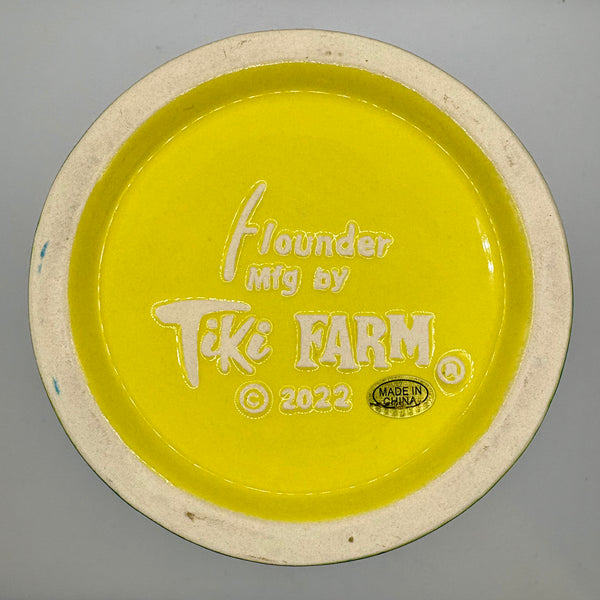 flounder
Mfg by
TiKi FARM ®
© 2022
MADE IN
CHINA